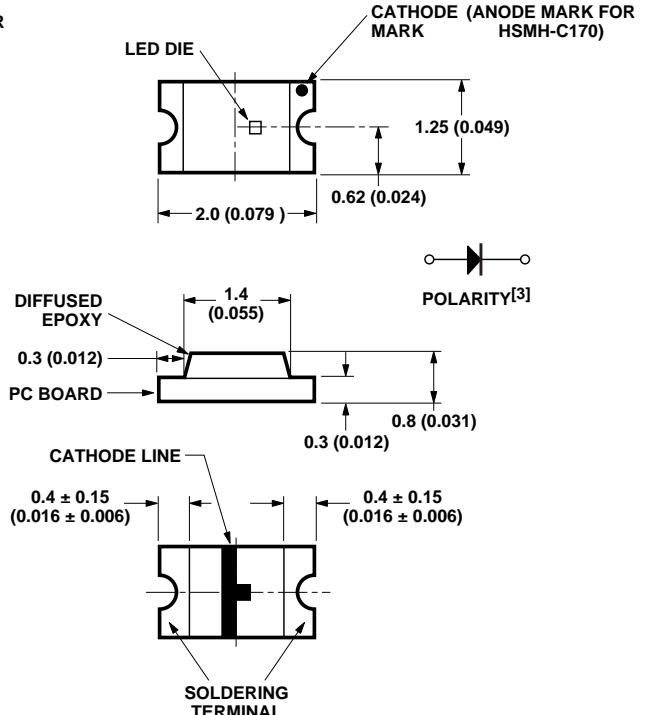 R
CATHODE (ANODE MARK FOR
MARK HSMH-C170)
LED DIE
1.25 (0.049)
0.62 (0.024)
2.0 (0.079 )
POLARITY[3]
DIFFUSED
EPOXY
1.4
(0.055)
0.3 (0.012)
PC BOARD
0.8 (0.031)
0.3 (0.012)
CATHODE LINE
0.4 ± 0.15
(0.016 ± 0.006)
0.4 ± 0.15
(0.016 ± 0.006)
SOLDERING
TERMINAL